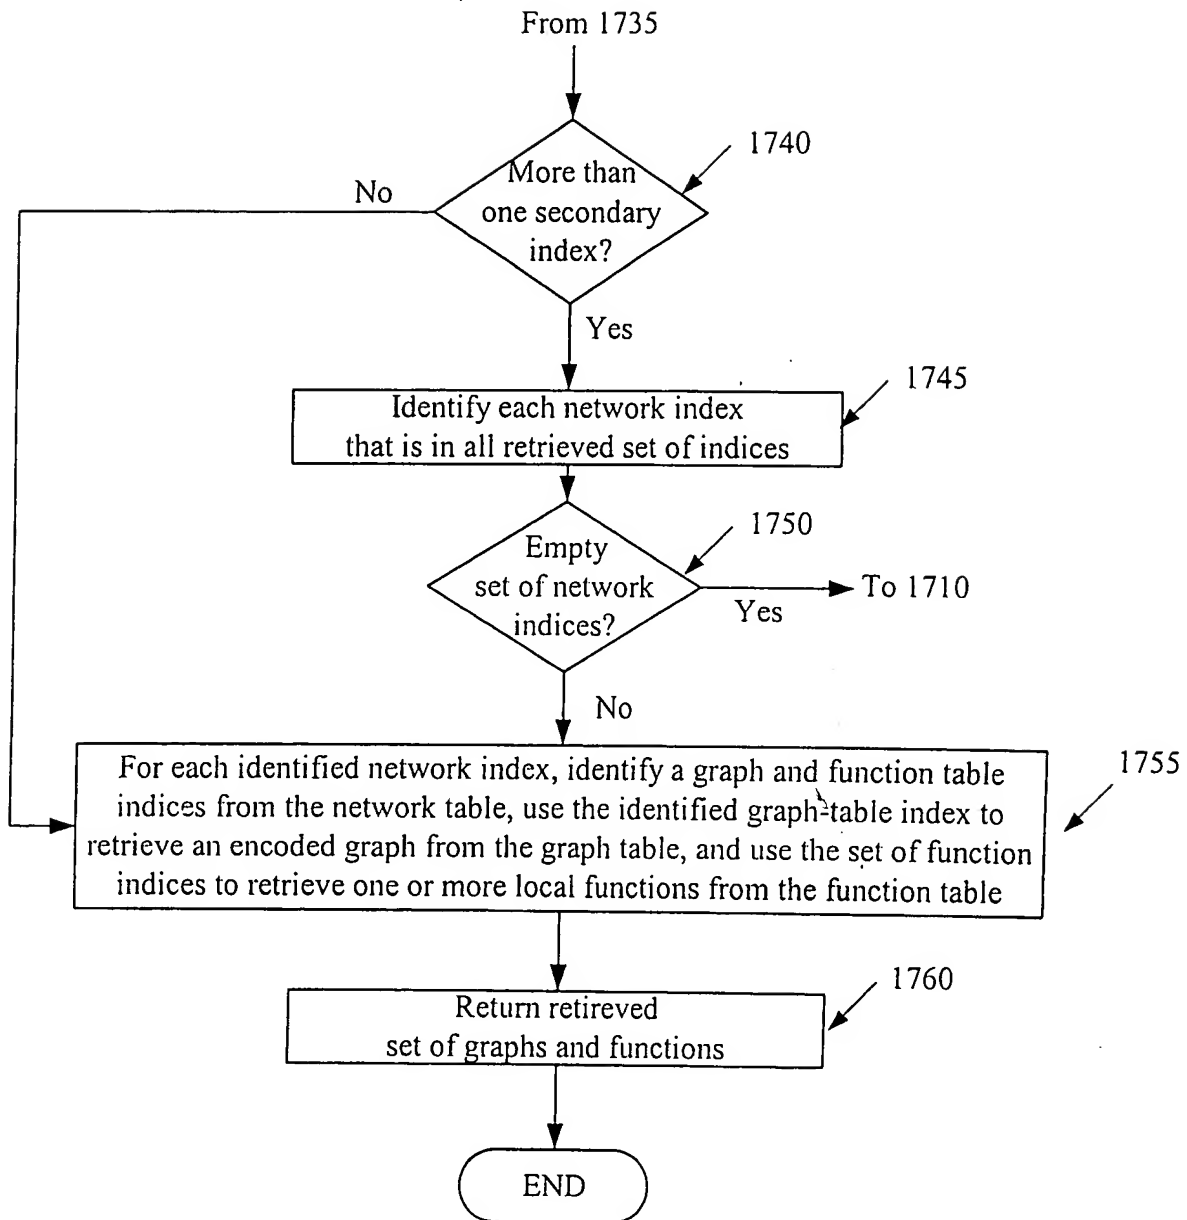 From 1735
1740
More than
one secondary
index?
No
Yes
1745
Identify each network index
that is in all retrieved set of indices
1750
Empty
set of network
indices?
Yes
To 1710
No
1755
For each identified network index, identify a graph and function table
indices from the network table, use the identified graph-table index to
retrieve an encoded graph from the graph table, and use the set of function
indices to retrieve one or more local functions from the function table
1760
Return retireved
set of graphs and functions
END